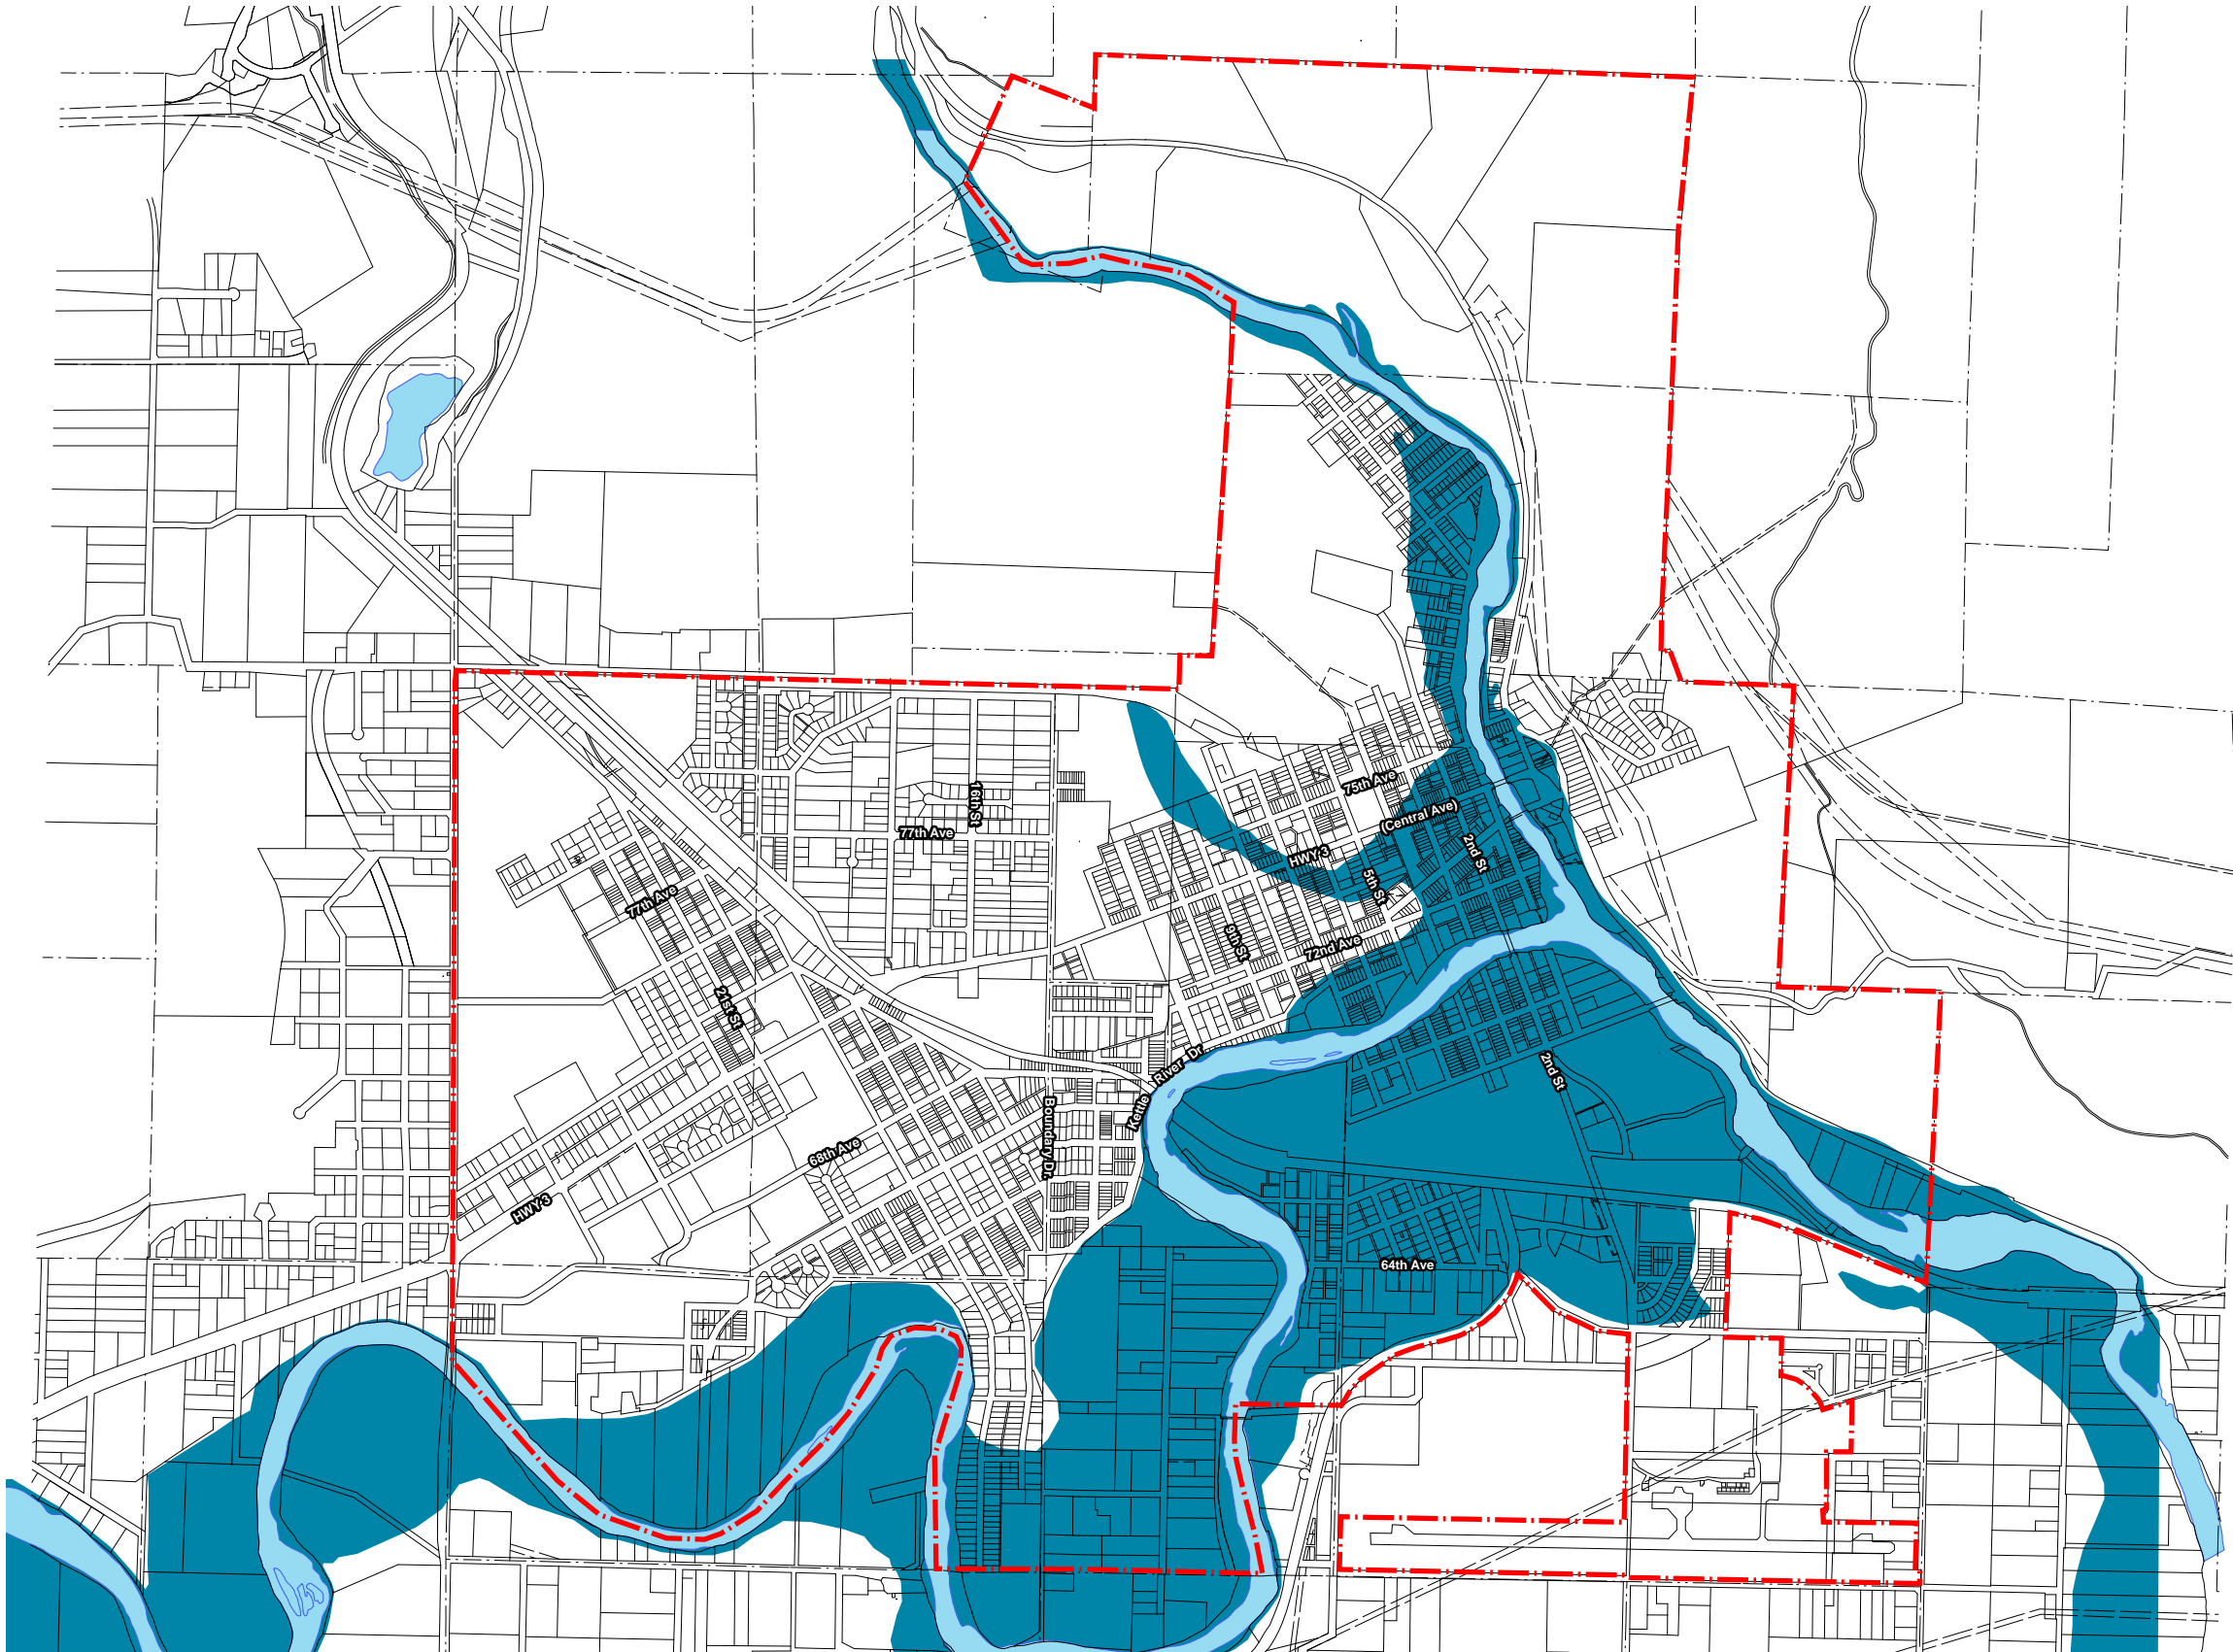 75th Ave
16th St
(Central Ave)
77th Ave
2nd St
HWY 3
5th St
77th Ave
9th St
72nd Ave
21st St
Kettle River Dr
2nd St
Boundary Dr.
68th Ave
HWY 3
64th Ave